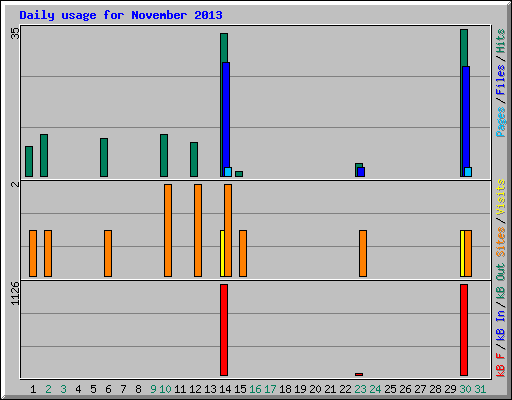 Daily usage for November 2013
35
2
1126
Pages / Files / Hits
Sites / Visits
kB F / kB In / kB Out
1 2 3 4 5 6 7 8 9 10 11 12 13 14 15 16 17 18 19 20 21 22 23 24 25 26 27 28 29 30 31